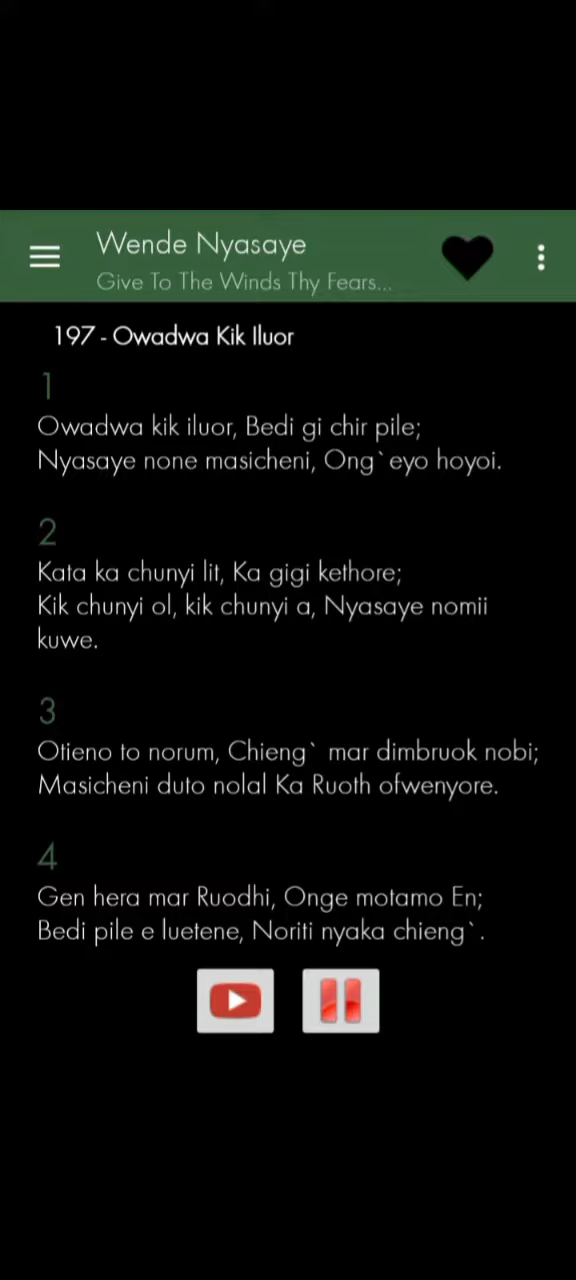 Wende Nyasaye
Give To The Winds Thy Fears...
197 - Owadwa Kik Iluor
1
Owadwa kik iluor, Bedi gi chir pile;
Nyasaye none masicheni, Ong`eyo hoyoi.
2
Kata ka chunyi lit, Ka gigi kethore;
Kik chunyi ol, kik chunyi a, Nyasaye nomii
kuwe.
3
Otieno to norum, Chieng` mar dimbruok nobi;
Masicheni duto nolal Ka Ruoth ofwenyore.
4
Gen hera mar Ruodhi, Onge motamo En;
Bedi pile e luetene, Noriti nyaka chieng`.